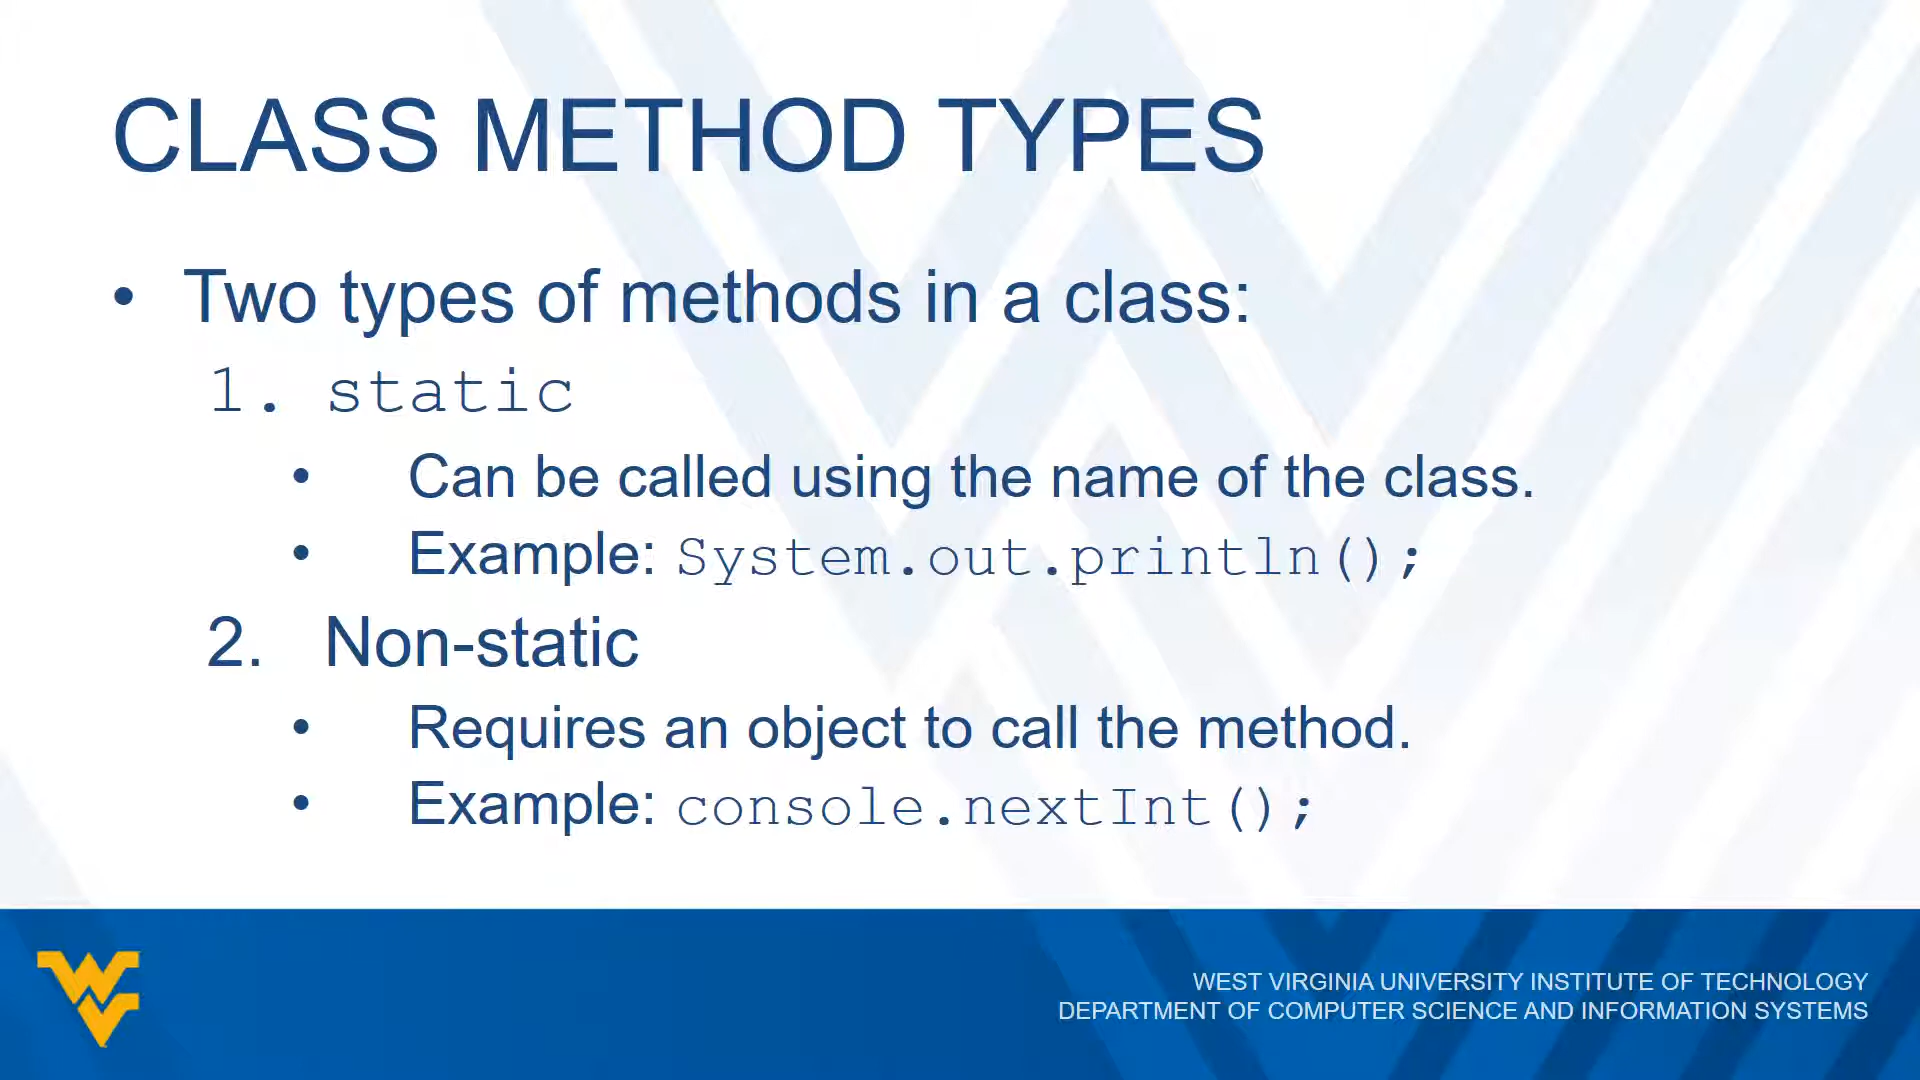 CLASS METHOD TYPES
• Two types of methods in a class:
1. static
• Can be called using the name of the class.
• Example: System.out.println();
2. Non-static
• Requires an object to call the method.
• Example: console.nextInt();
WEST VIRGINIA UNIVERSITY INSTITUTE OF TECHNOLOGY
DEPARTMENT OF COMPUTER SCIENCE AND INFORMATION SYSTEMS